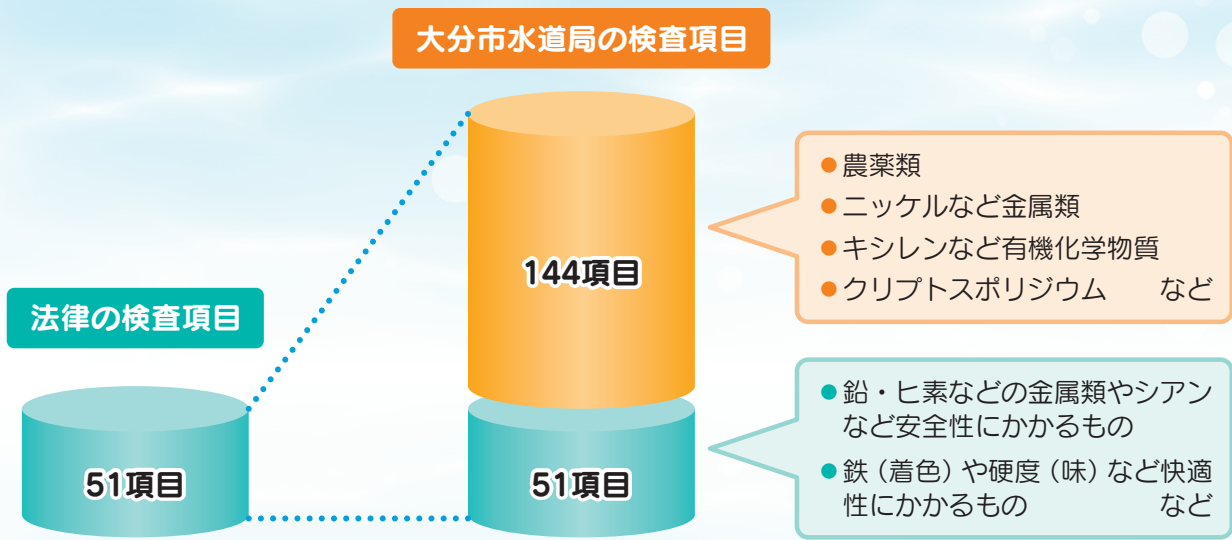 大分市水道局の検査項目
法律の検査項目
51項目
144項目
51項目
●農薬類
●ニッケルなど金属類
●キシレンなど有機化学物質
●クリプトスポリジウム　など
●鉛・ヒ素などの金属類やシアン
など安全性にかかるもの
●鉄（着色）や硬度（味）など快適
性にかかるもの　など